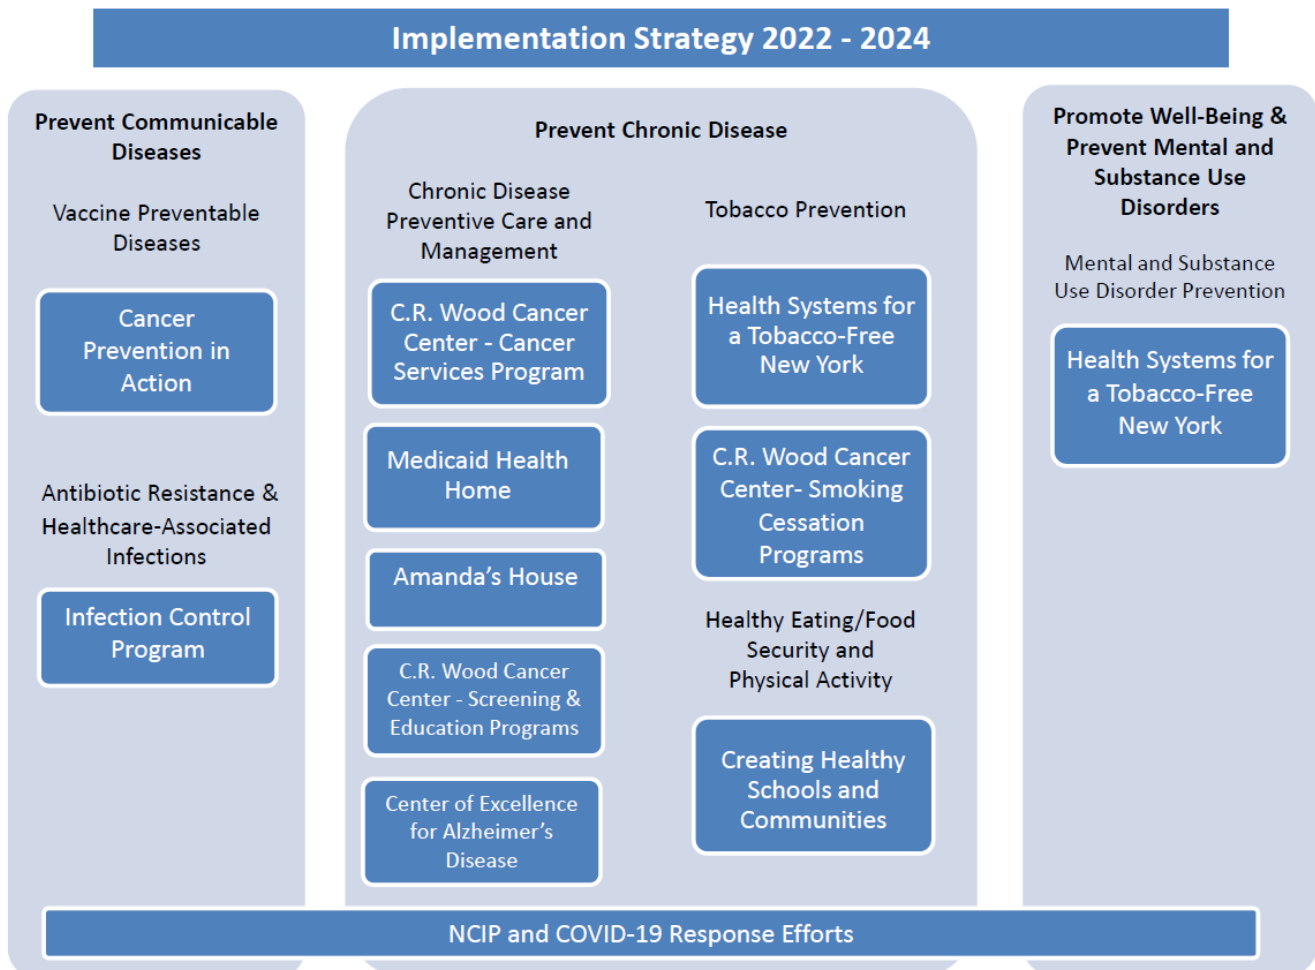 Implementation Strategy 2022 - 2024
Prevent Communicable
Diseases
Vaccine Preventable
Diseases
Cancer
Prevention in
Action
Antibiotic Resistance &
Healthcare-Associated
Infections
Infection Control
Program
Prevent Chronic Disease
Chronic Disease
Preventive Care and
Management
C.R. Wood Cancer
Center - Cancer
Services Program
Medicaid Health
Home
Amanda’s House
C.R. Wood Cancer
Center - Screening &
Education Programs
Center of Excellence
for Alzheimer’s
Disease
Tobacco Prevention
Health Systems for
a Tobacco-Free
New York
C.R. Wood Cancer
Center- Smoking
Cessation
Programs
Healthy Eating/Food
Security and
Physical Activity
Creating Healthy
Schools and
Communities
Promote Well-Being &
Prevent Mental and
Substance Use
Disorders
Mental and Substance
Use Disorder Prevention
Health Systems for
a Tobacco-Free
New York
NCIP and COVID-19 Response Efforts